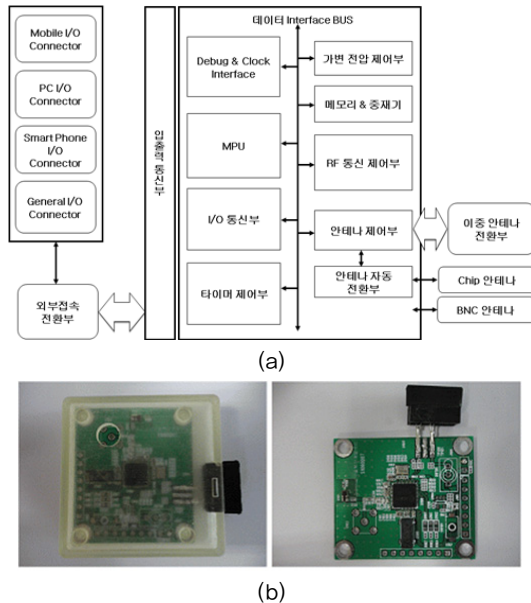 데이터 Interface BUS
Mobile I/O
Connector
PC I/O
Connector
Smart Phone
I/O
Connector
General I/O
Connector
외부접속
전환부
입출력 통신부
Debug & Clock
Interface
MPU
I/O 통신부
타이머 제어부
가변 전압 제어부
메모리 & 중재기
RF 통신 제어부
안테나 제어부
안테나 자동
전환부
이중 안테나
전환부
Chip 안테나
BNC 안테나
(a)
(b)